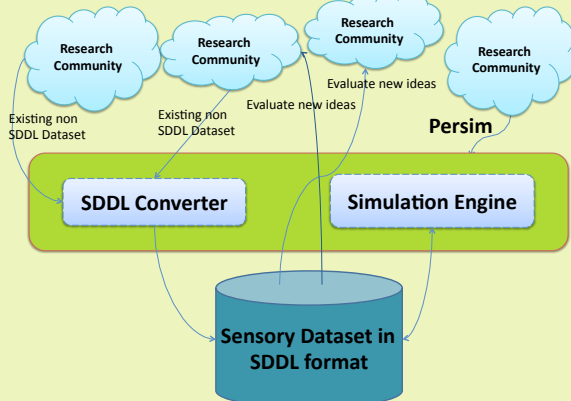 Research
Community
Research
Community
Research
Community
Research
Community
Existing non
SDDL Dataset
Existing non
SDDL Dataset
Evaluate new ideas
Evaluate new ideas
Persim
SDDL Converter
Simulation Engine
Sensory Dataset in
SDDL format